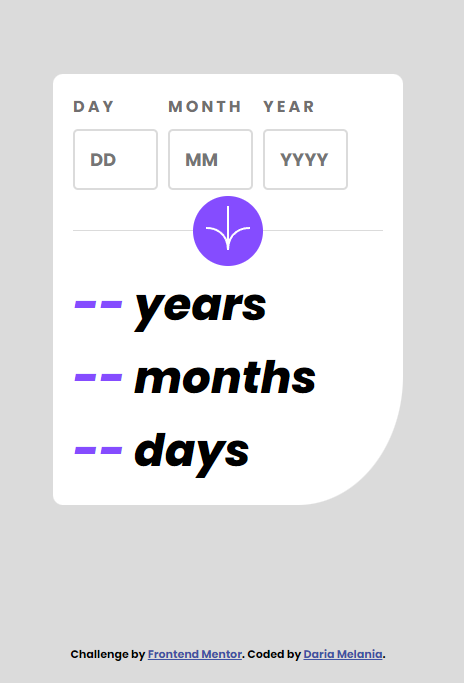 DAY MONTH YEAR
DD MM YYYY
-- years
-- months
-- days
Challenge by Frontend Mentor. Coded by Daria Melania.